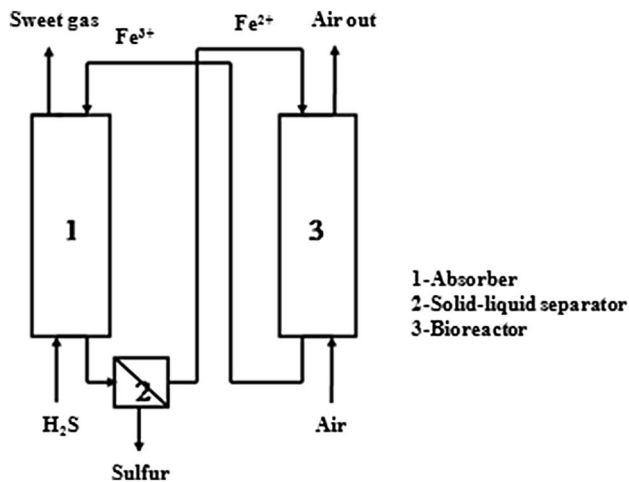 Sweet gas
Fe³⁺
Fe²⁺
Air out
1
3
1-Absorber
2-Solid-liquid separator
3-Bioreactor
2
H₂S
Air
Sulfur